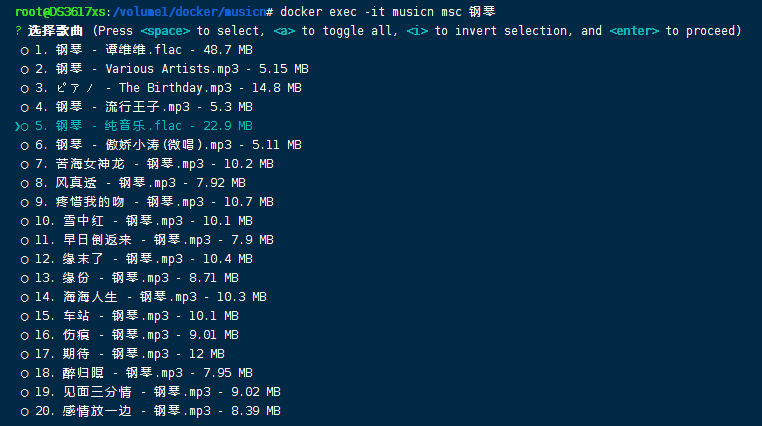 root@DS3617xs:/volume1/docker/musicn# docker exec -it musicn msc 钢琴
? 选择歌曲 (Press <space> to select, <a> to toggle all, <i> to invert selection, and <enter> to proceed)
○ 1. 钢琴 - 谭维维.flac - 48.7 MB
○ 2. 钢琴 - Various Artists.mp3 - 5.15 MB
○ 3. ピアノ - The Birthday.mp3 - 14.8 MB
○ 4. 钢琴 - 流行王子.mp3 - 5.3 MB
❯○ 5. 钢琴 - 纯音乐.flac - 22.9 MB
○ 6. 钢琴 - 傲娇小涛(微唱).mp3 - 5.11 MB
○ 7. 苦海女神龙 - 钢琴.mp3 - 10.2 MB
○ 8. 风真透 - 钢琴.mp3 - 7.92 MB
○ 9. 疼惜我的吻 - 钢琴.mp3 - 10.7 MB
○ 10. 雪中红 - 钢琴.mp3 - 10.1 MB
○ 11. 早日倒返来 - 钢琴.mp3 - 7.9 MB
○ 12. 缘末了 - 钢琴.mp3 - 10.4 MB
○ 13. 缘份 - 钢琴.mp3 - 8.71 MB
○ 14. 海海人生 - 钢琴.mp3 - 10.3 MB
○ 15. 车站 - 钢琴.mp3 - 10.1 MB
○ 16. 伤痕 - 钢琴.mp3 - 9.01 MB
○ 17. 期待 - 钢琴.mp3 - 12 MB
○ 18. 醉归暝 - 钢琴.mp3 - 7.95 MB
○ 19. 见面三分情 - 钢琴.mp3 - 9.02 MB
○ 20. 感情放一边 - 钢琴.mp3 - 8.39 MB